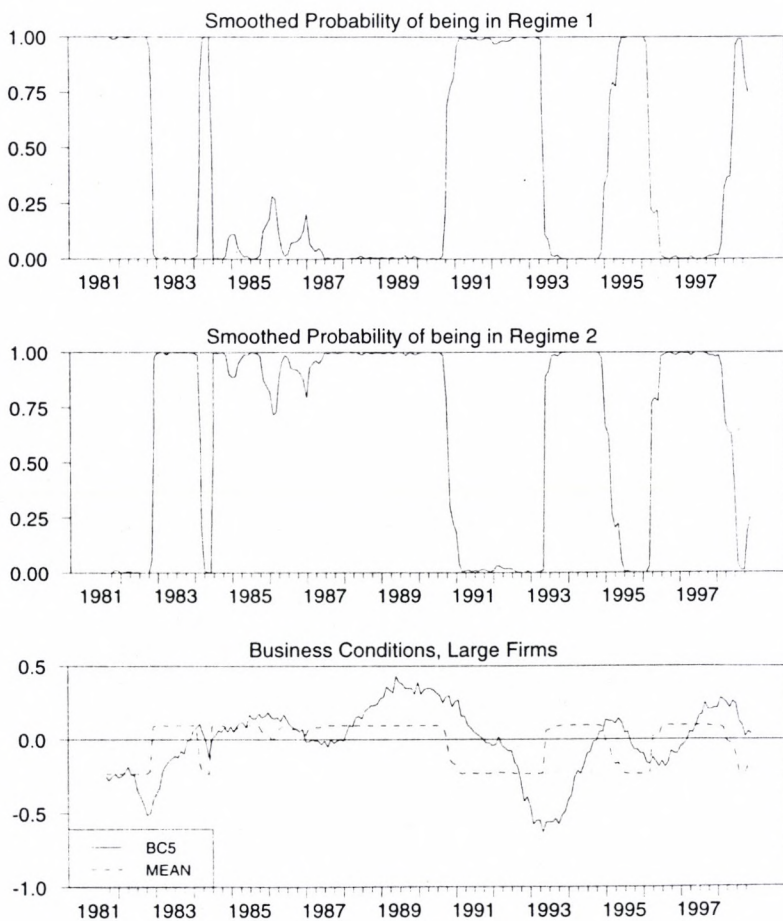 Smoothed Probability of being in Regime 1
1.00
0.75
0.50
0.25
0.00
1981 1983 1985 1987 1989 1991 1993 1995 1997
Smoothed Probability of being in Regime 2
1.00
0.75
0.50
0.25
0.00
1981 1983 1985 1987 1989 1991 1993 1995 1997
Business Conditions, Large Firms
0.5
0.0
-0.5
-1.0
BC5
MEAN
1981 1983 1985 1987 1989 1991 1993 1995 1997